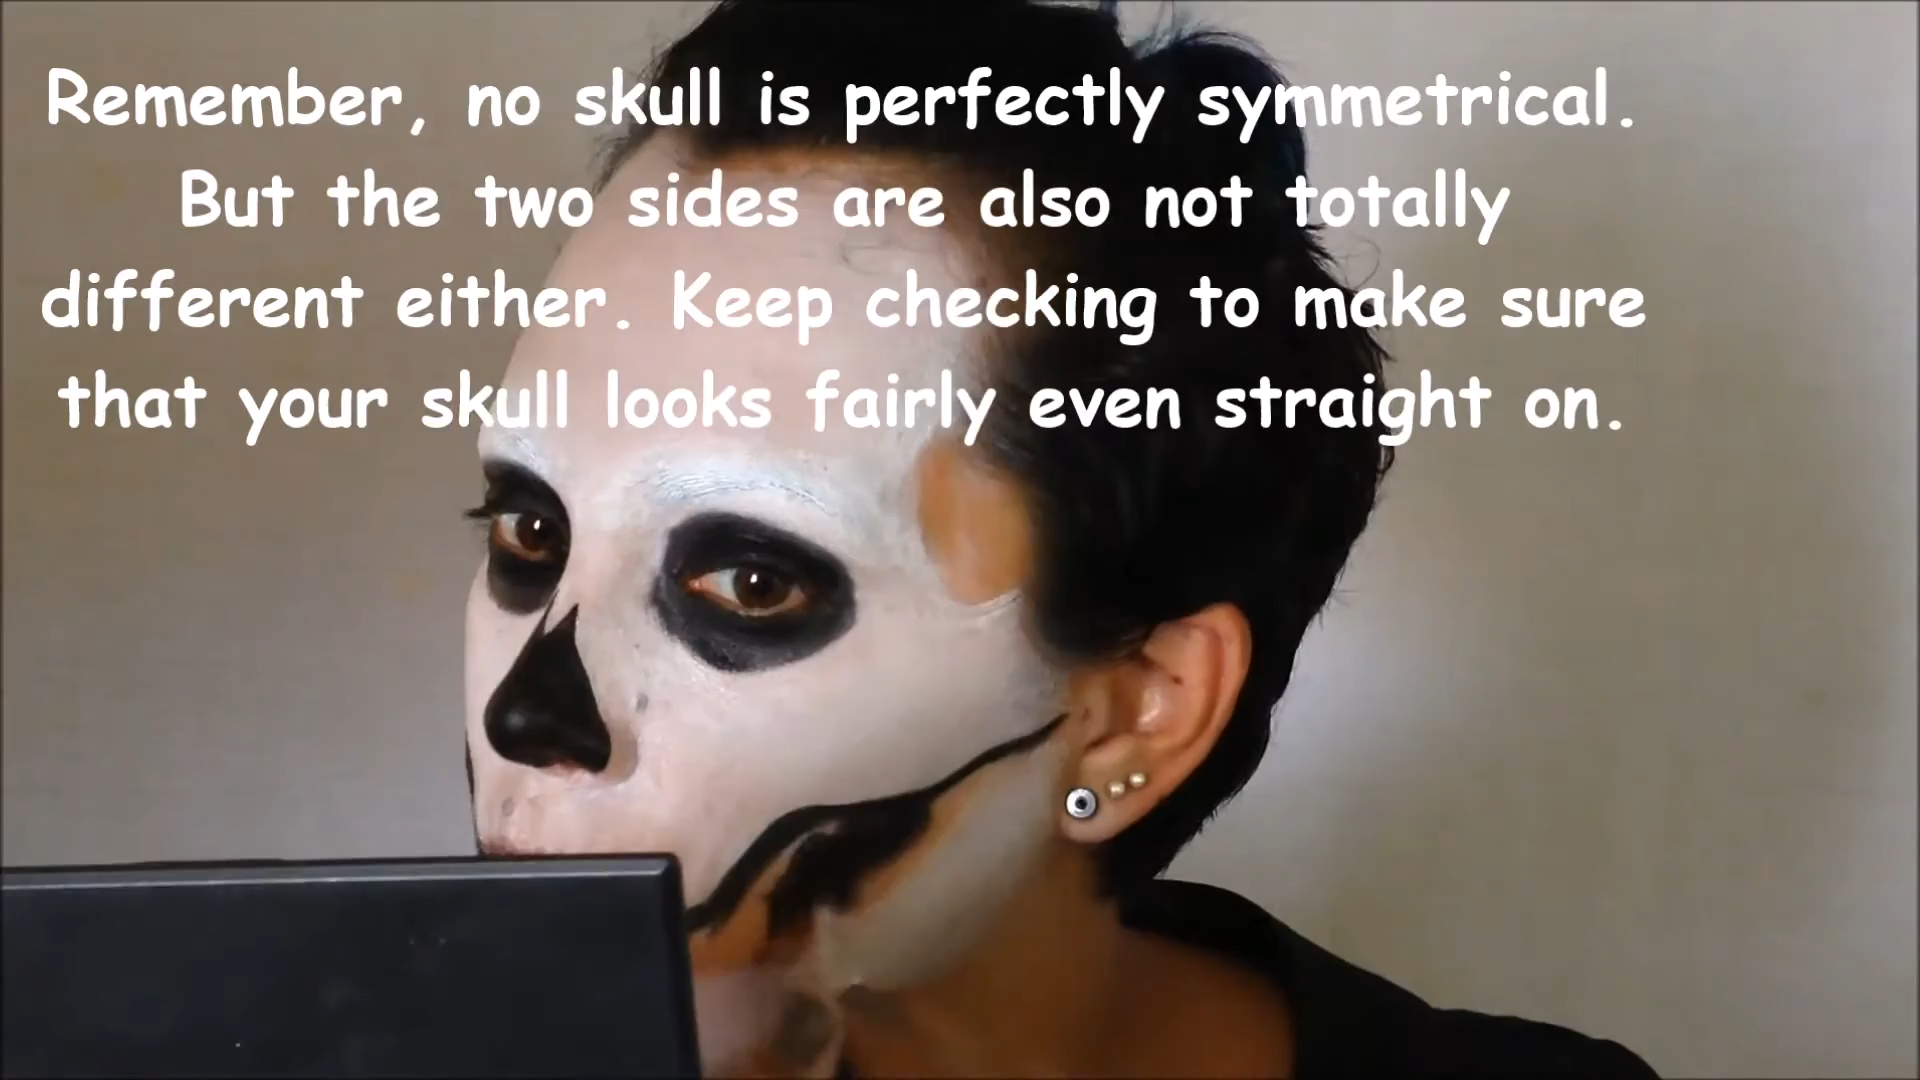 Remember, no skull is perfectly symmetrical.
But the two sides are also not totally
different either. Keep checking to make sure
that your skull looks fairly even straight on.